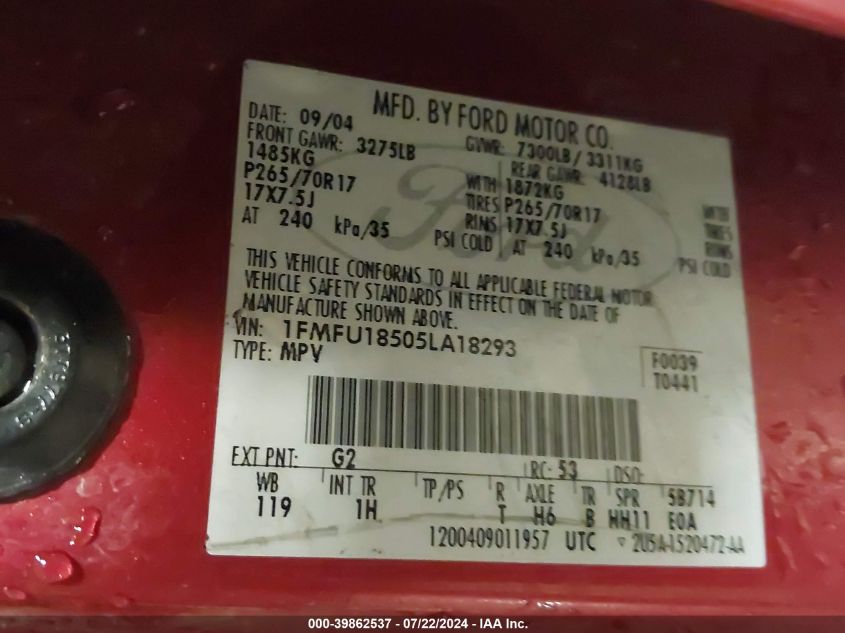 MFD. BY FORD MOTOR CO.
DATE: 09/04 GVWR: 7300LB / 3311KG
FRONT GAWR: 3275LB REAR GAWR: 4128LB
1485KG WITH 1872KG WITH
P265/70R17 TIRES P265/70R17 TIRES
17X7.5J RIMS 17X7.5J RIMS
AT 240 kPa/35 PSI COLD AT 240 kPa/35 PSI COLD
Ford
THIS VEHICLE CONFORMS TO ALL APPLICABLE FEDERAL MOTOR
VEHICLE SAFETY STANDARDS IN EFFECT ON THE DATE OF
MANUFACTURE SHOWN ABOVE.
VIN: 1FMFU18505LA18293
TYPE: MPV
F0039
T0441
EXT PNT: G2 RC: 53 DSO:
WB INT TR TP/PS R AXLE TR SPR 5B714
119 1H T H6 B HH11 E0A
1200409011957 UTC ▽ 2U5A-1520472-AA
000-39862537 - 07/22/2024 - IAAI Inc.